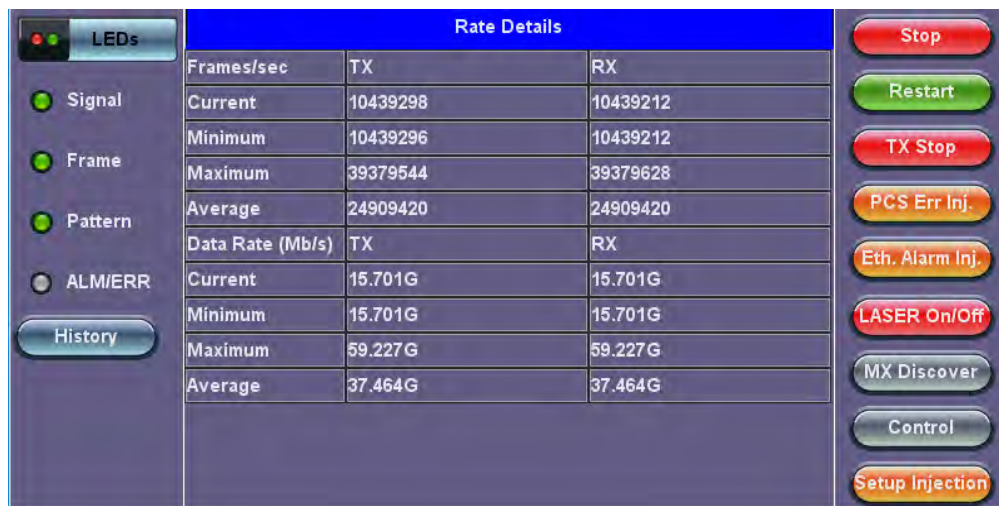 LEDs
Signal
Frame
Pattern
ALM/ERR
History
Rate Details
Frames/sec TX RX
Current 10439298 10439212
Minimum 10439296 10439212
Maximum 39379544 39379628
Average 24909420 24909420
Data Rate (Mb/s) TX RX
Current 15.701G 15.701G
Minimum 15.701G 15.701G
Maximum 59.227G 59.227G
Average 37.464G 37.464G
Stop
Restart
TX Stop
PCS Err Inj.
Eth. Alarm Inj.
LASER On/Off
MX Discover
Control
Setup Injection